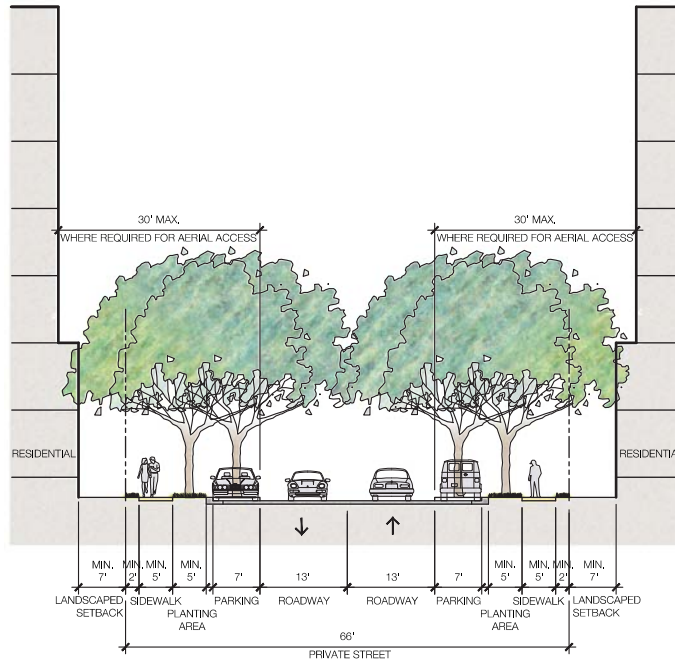 30' MAX.
WHERE REQUIRED FOR AERIAL ACCESS
30' MAX.
WHERE REQUIRED FOR AERIAL ACCESS
RESIDENTIAL
RESIDENTIAL
MIN. 7'
MIN. 2'
MIN. 5'
MIN. 5'
7'
13'
13'
7'
MIN. 5'
MIN. 5'
MIN. 2'
MIN. 7'
LANDSCAPED
SETBACK
SIDEWALK
PLANTING
AREA
PARKING
ROADWAY
ROADWAY
PARKING
PLANTING
AREA
SIDEWALK
LANDSCAPED
SETBACK
66'
PRIVATE STREET